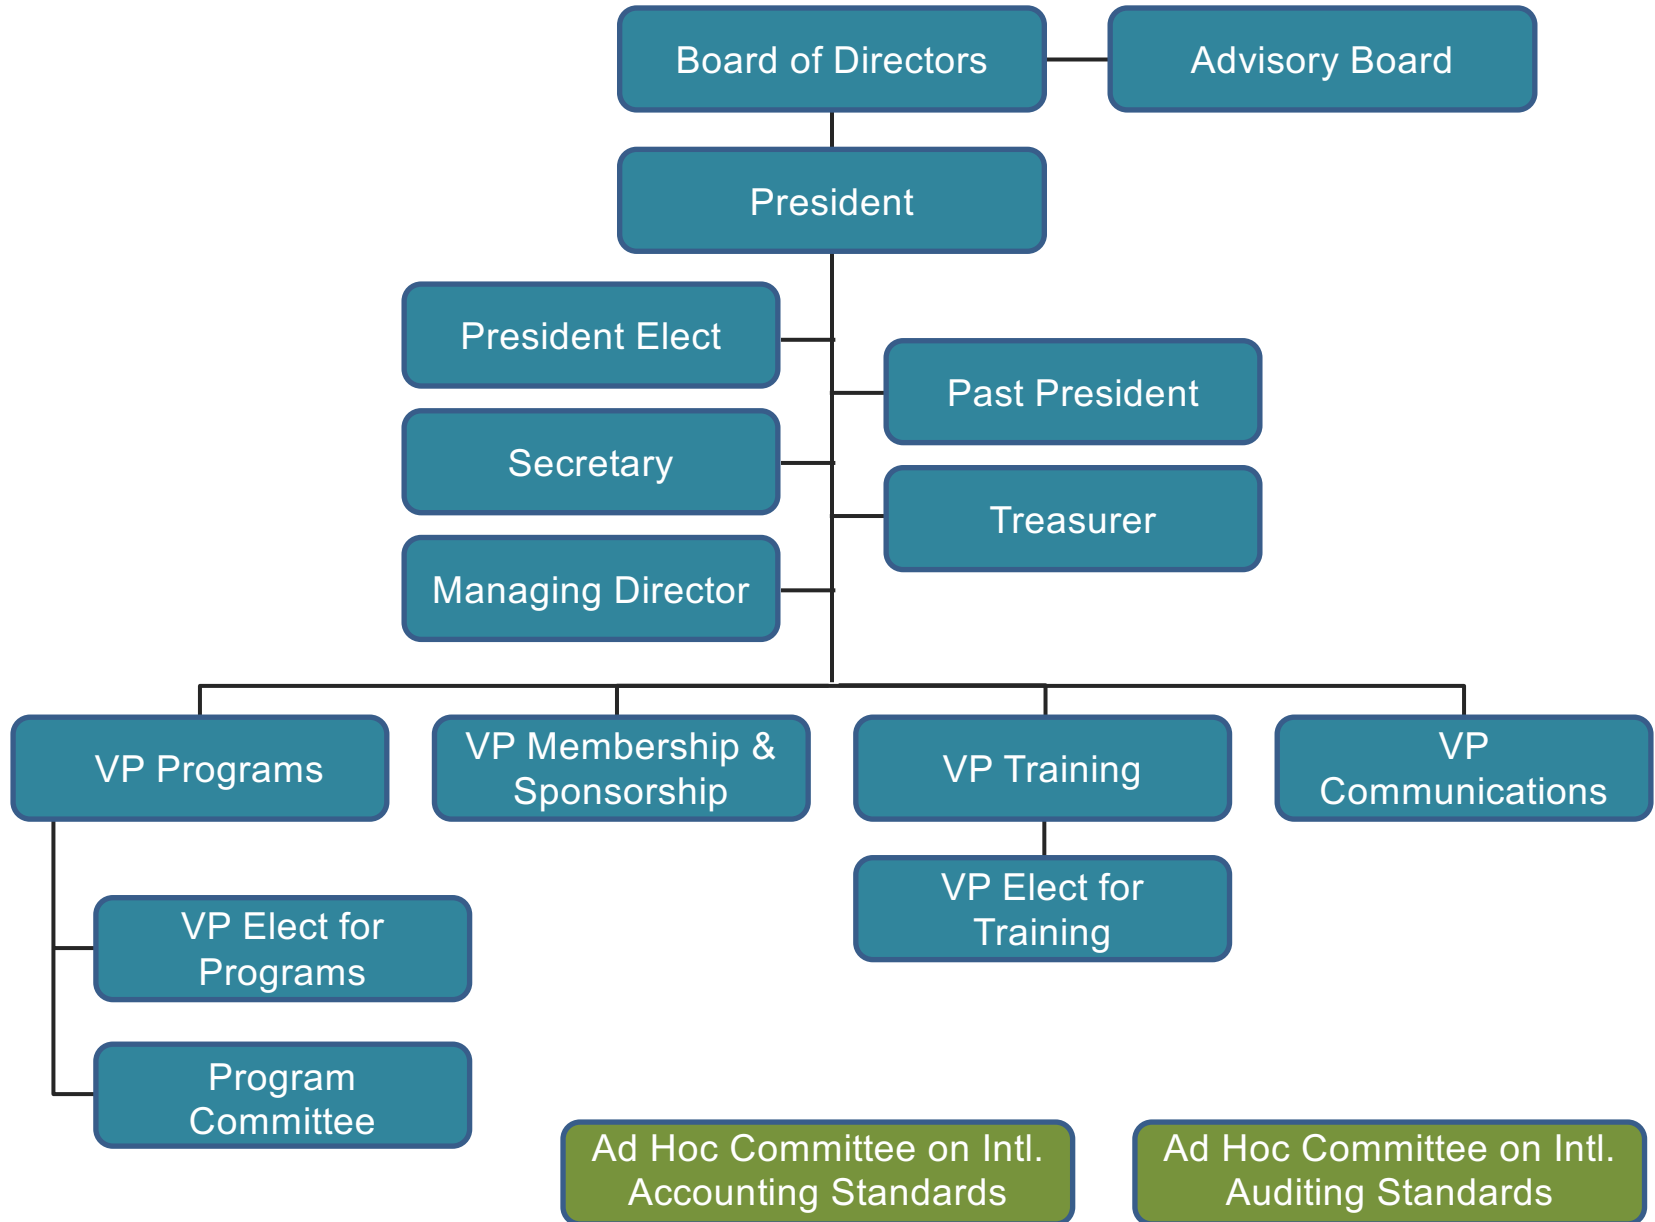 Board of Directors
Advisory Board
President
President Elect
Past President
Secretary
Treasurer
Managing Director
VP Programs
VP Membership &
Sponsorship
VP Training
VP
Communications
VP Elect for
Programs
VP Elect for
Training
Program
Committee
Ad Hoc Committee on Intl.
Accounting Standards
Ad Hoc Committee on Intl.
Auditing Standards